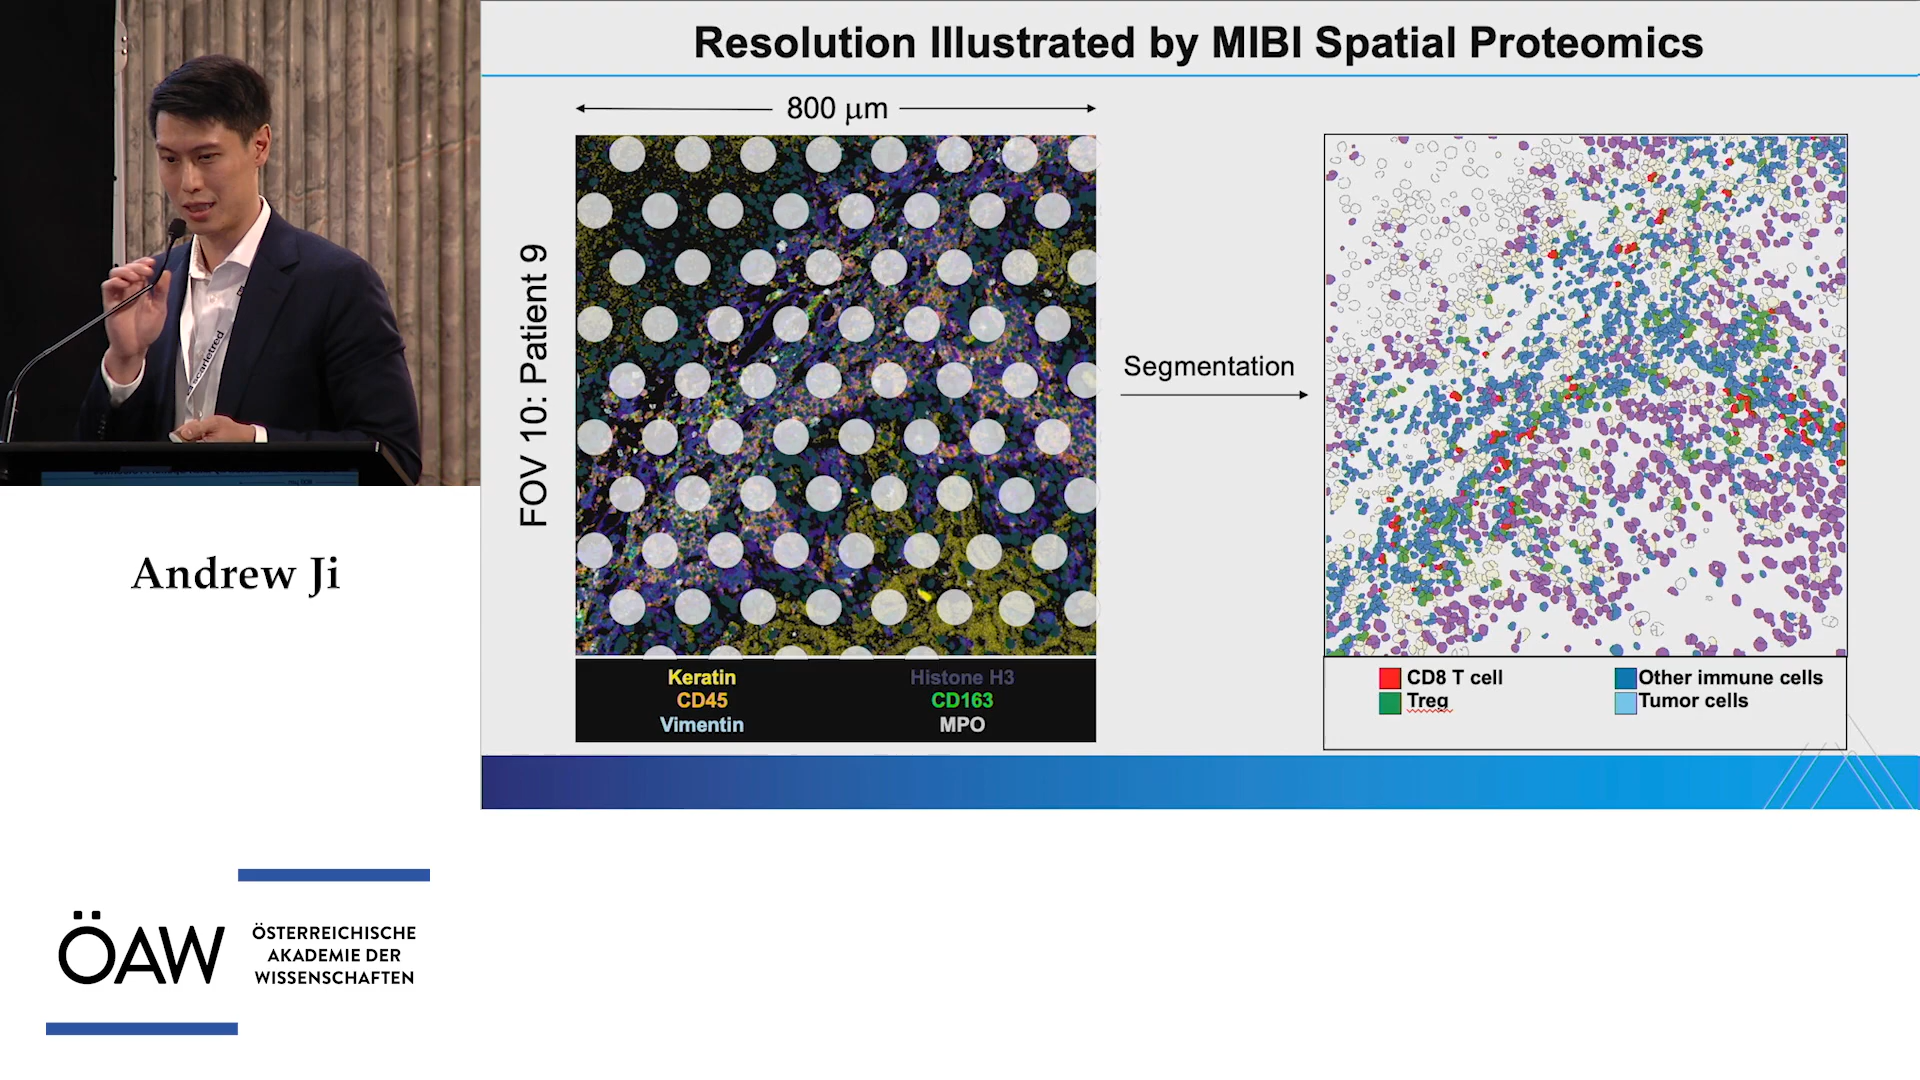 Resolution Illustrated by MIBI Spatial Proteomics
800 µm
FOV 10: Patient 9
Segmentation
Keratin
CD45
Vimentin
Histone H3
CD163
MPO
CD8 T cell
Treg
Other immune cells
Tumor cells
scarletred
Andrew Ji
ÖAW
ÖSTERREICHISCHE
AKADEMIE DER
WISSENSCHAFTEN